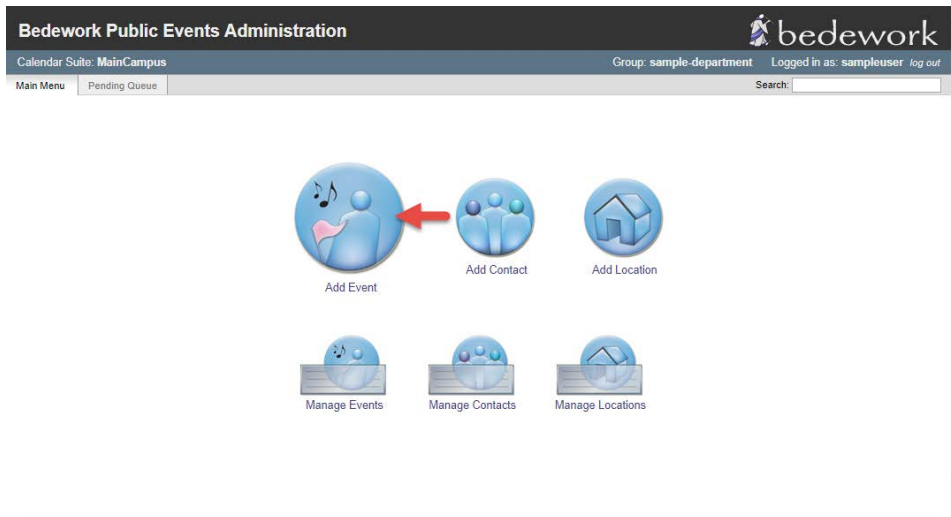 Bedework Public Events Administration
bedework
Calendar Suite: MainCampus
Group: sample-department Logged in as: sampleuser log out
Main Menu Pending Queue
Search:
Add Event
Add Contact
Add Location
Manage Events
Manage Contacts
Manage Locations